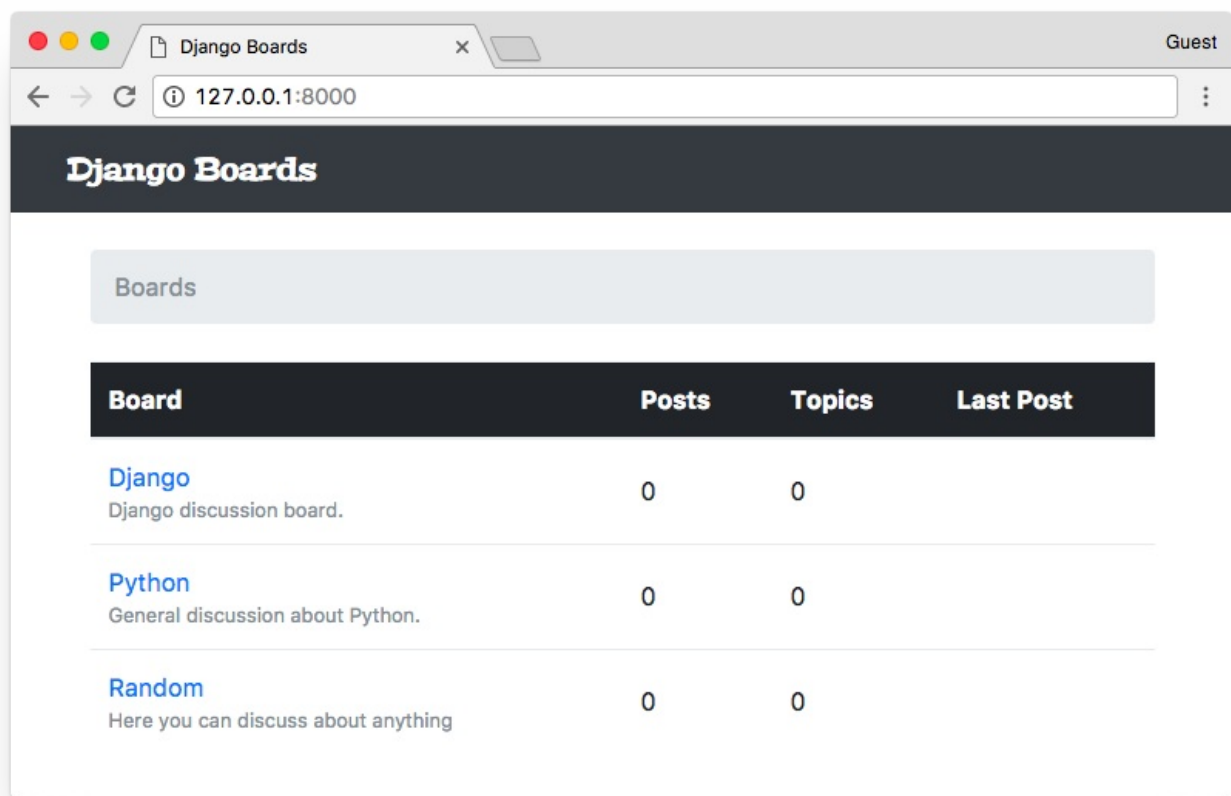 Django Boards
Guest
127.0.0.1:8000
Django Boards
Boards
Board Posts Topics Last Post
Django
Django discussion board.
0 0
Python
General discussion about Python.
0 0
Random
Here you can discuss about anything
0 0